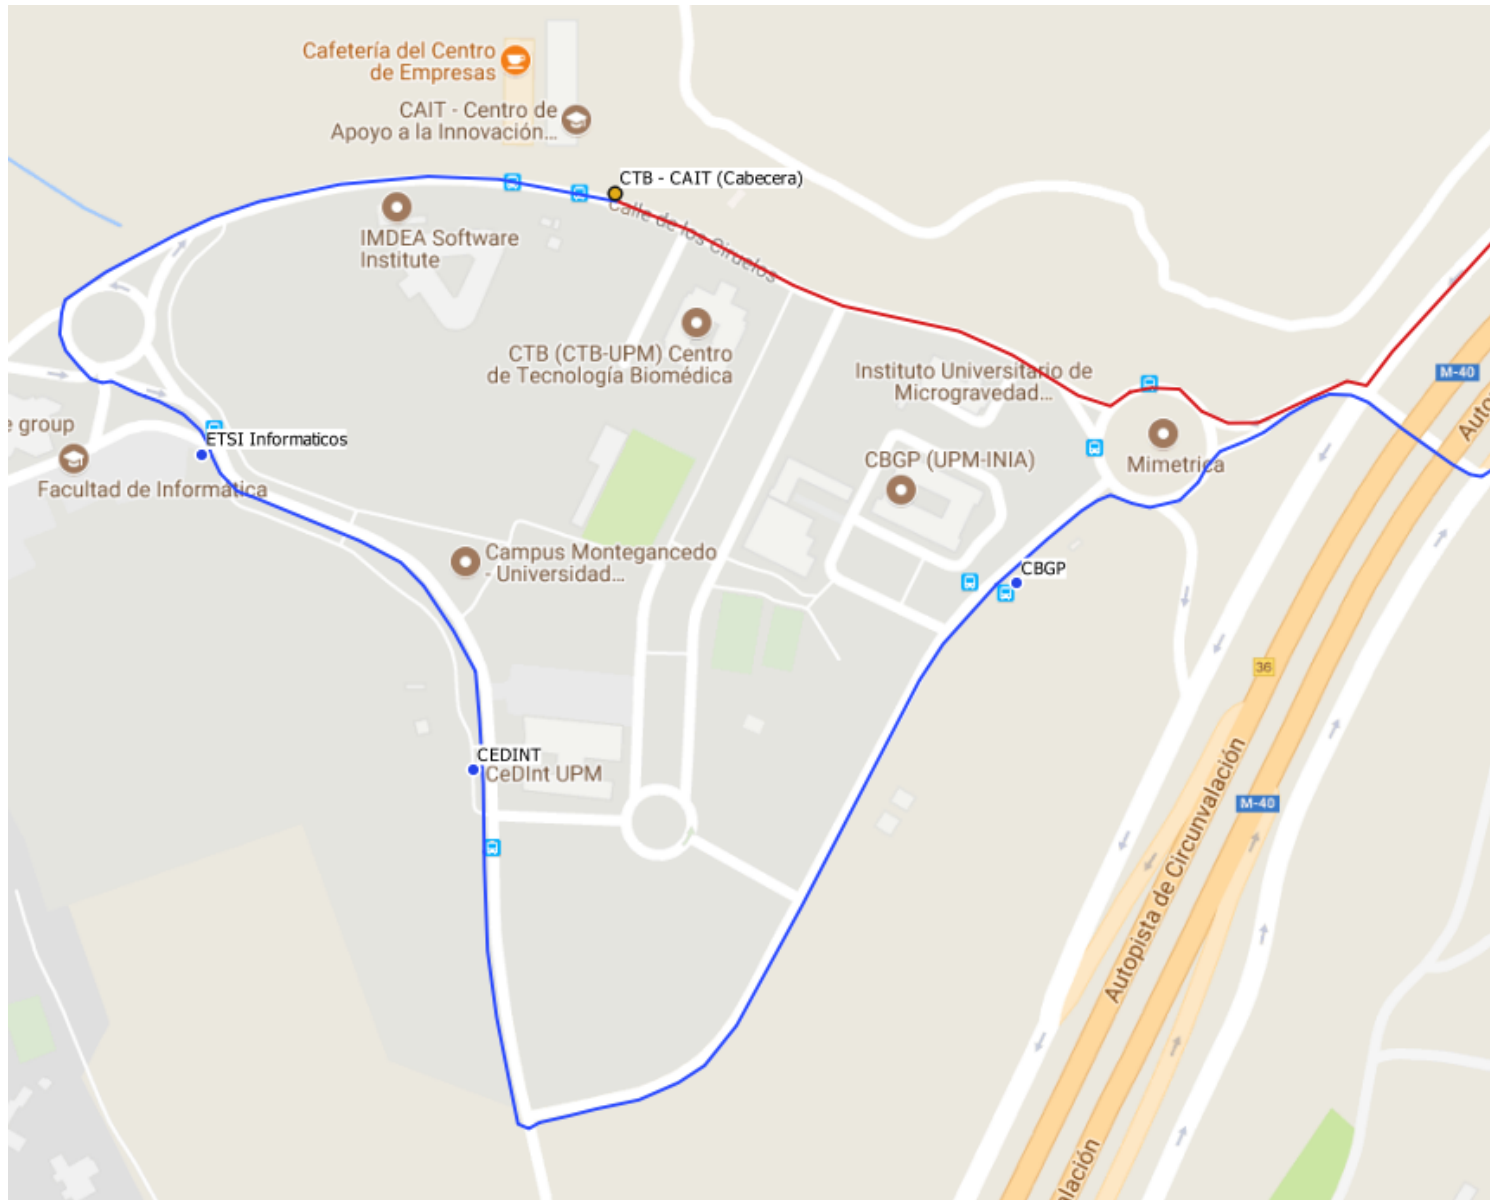 Cafetería del Centro
de Empresas
CAIT - Centro de
Apoyo a la Innovación...
CTB - CAIT (Cabecera)
Calle de los Ciruelos
IMDEA Software
Institute
CTB (CTB-UPM) Centro
de Tecnología Biomédica
Instituto Universitario de
Microgravedad...
M-40
Auto
e group
ETSI Informaticos
Facultad de Informática
CBGP (UPM-INIA)
Mimetrica
Campus Montegancedo
- Universidad...
CBGP
36
CEDINT
CeDInt UPM
M-40
Autopista de Circunvalación
lación